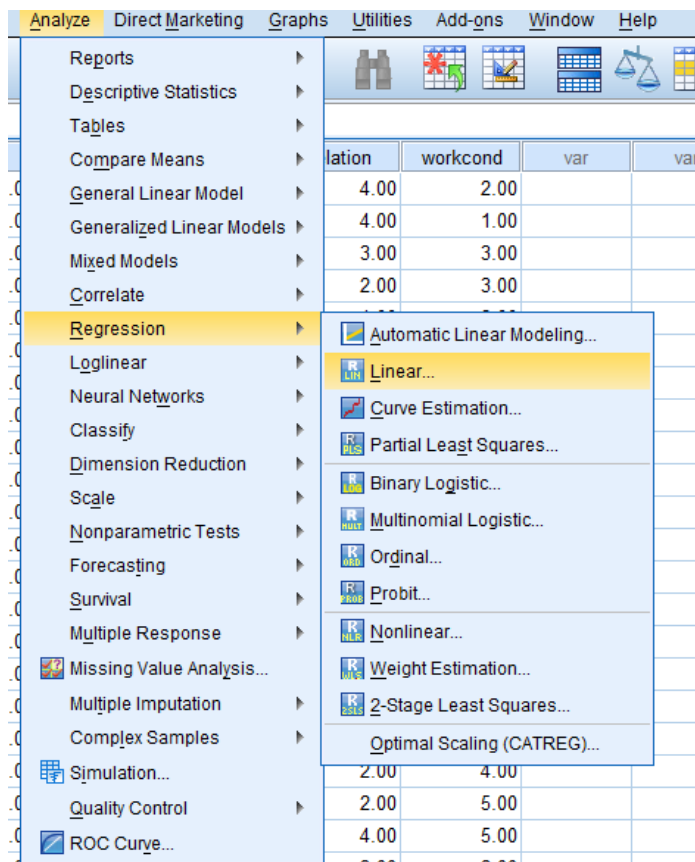 Analyze Direct Marketing Graphs Utilities Add-ons Window Help
Reports
Descriptive Statistics
Tables
Compare Means
General Linear Model
Generalized Linear Models
Mixed Models
Correlate
Regression
Loglinear
Neural Networks
Classify
Dimension Reduction
Scale
Nonparametric Tests
Forecasting
Survival
Multiple Response
Missing Value Analysis...
Multiple Imputation
Complex Samples
Simulation...
Quality Control
ROC Curve...
lation workcond var va
4.00 2.00
4.00 1.00
3.00 3.00
2.00 3.00
Automatic Linear Modeling...
Linear...
Curve Estimation...
Partial Least Squares...
Binary Logistic...
Multinomial Logistic...
Ordinal...
Probit...
Nonlinear...
Weight Estimation...
2-Stage Least Squares...
Optimal Scaling (CATREG)...
2.00 4.00
2.00 5.00
4.00 5.00